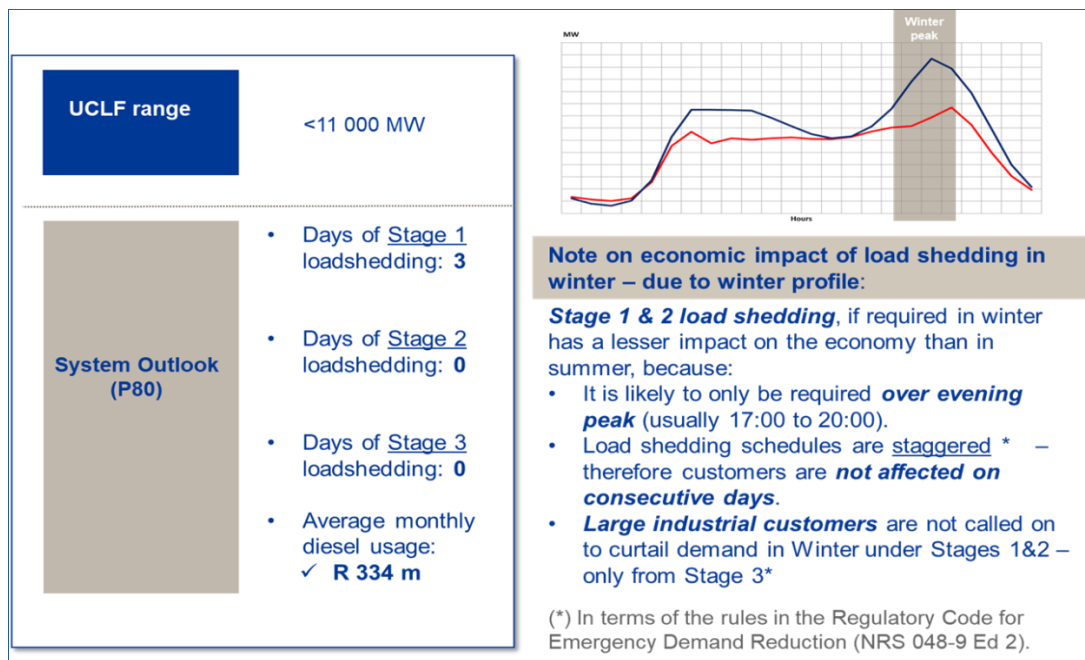 UCLF range
<11 000 MW
System Outlook
(P80)
• Days of Stage 1
loadshedding: 3
• Days of Stage 2
loadshedding: 0
• Days of Stage 3
loadshedding: 0
• Average monthly
diesel usage:
✓ R 334 m
MW
Winter
peak
Hours
Note on economic impact of load shedding in
winter – due to winter profile:
Stage 1 & 2 load shedding, if required in winter
has a lesser impact on the economy than in
summer, because:
• It is likely to only be required over evening
peak (usually 17:00 to 20:00).
• Load shedding schedules are staggered * –
therefore customers are not affected on
consecutive days.
• Large industrial customers are not called on
to curtail demand in Winter under Stages 1&2 –
only from Stage 3*
(*) In terms of the rules in the Regulatory Code for
Emergency Demand Reduction (NRS 048-9 Ed 2).